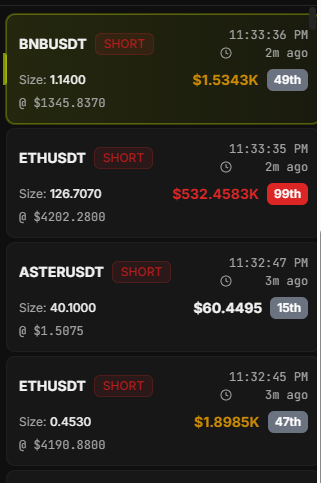 BNBUSDT SHORT 11:33:36 PM
2m ago
Size: 1.1400 $1.5343K 49th
@ $1345.8370
ETHUSDT SHORT 11:33:35 PM
2m ago
Size: 126.7070 $532.4583K 99th
@ $4202.2800
ASTERUSDT SHORT 11:32:47 PM
3m ago
Size: 40.1000 $60.4495 15th
@ $1.5075
ETHUSDT SHORT 11:32:45 PM
3m ago
Size: 0.4530 $1.8985K 47th
@ $4190.8800